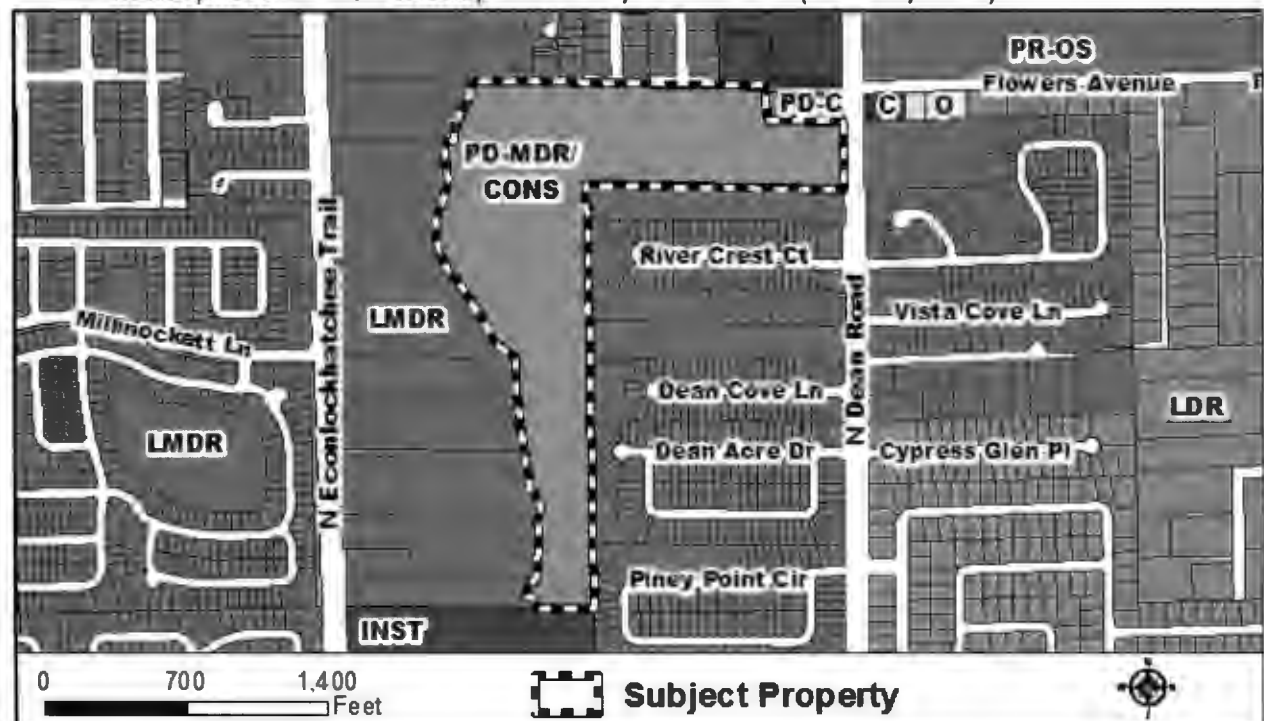 PR-OS
Flowers Avenue
PD-C
C
O
PD-MDR/
CONS
N Econlockhatchee Trail
River Crest Ct
LMDR
Millinockett Ln
Vista Cove Ln
N Dean Road
Dean Cove Ln
LDR
LMDR
Dean Acre Dr
Cypress Glen Pl
Piney Point Cir
INST
0 700 1,400
Feet
Subject Property